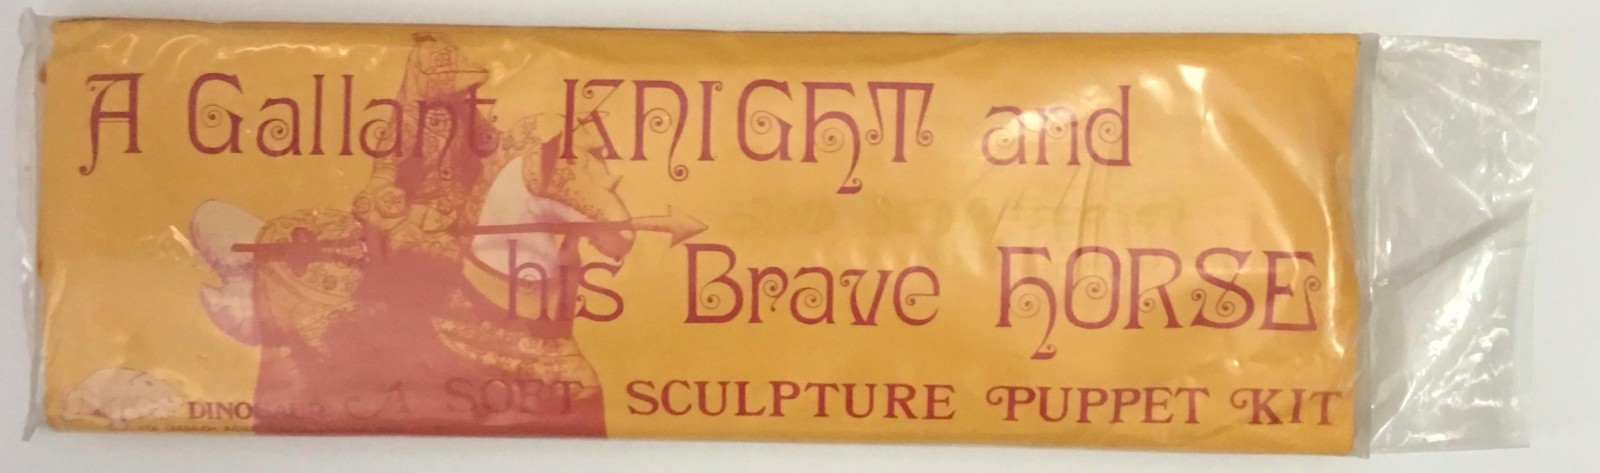 A Gallant KNIGHT and
his Brave HORSE
A SOFT SCULPTURE PUPPET KIT
DINOSAUR